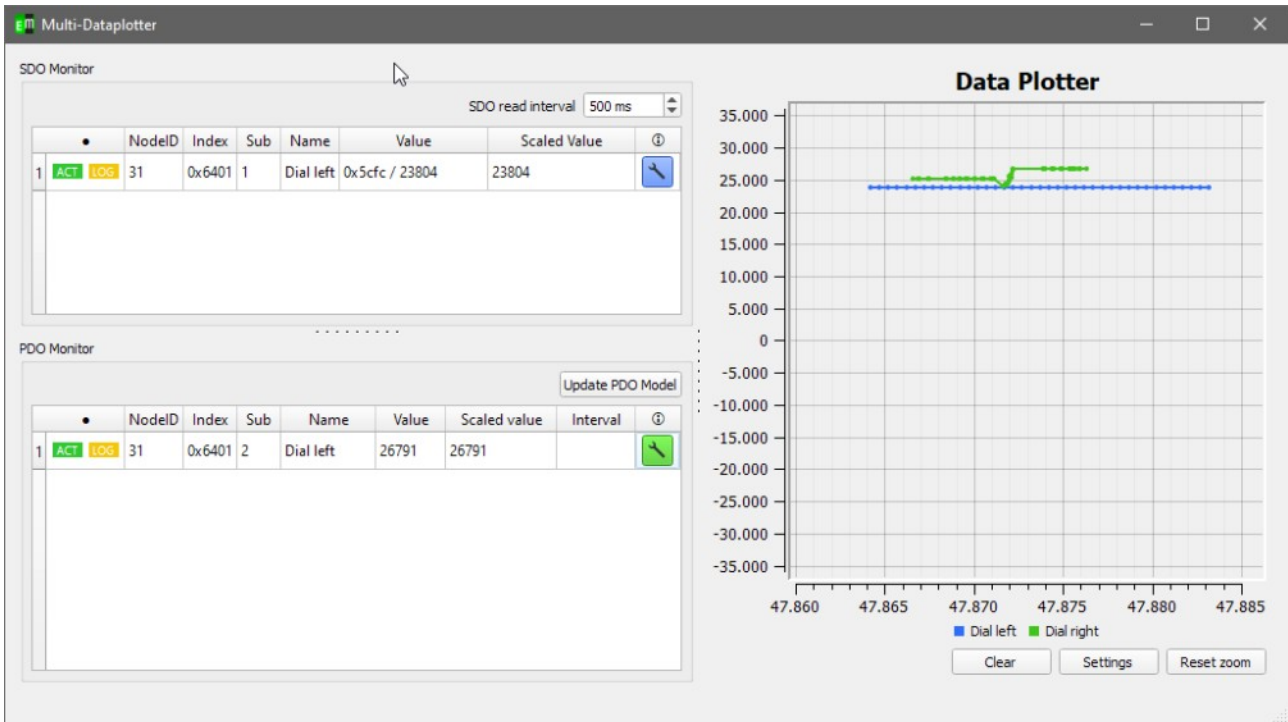 Em Multi-Dataplotter
SDO Monitor
SDO read interval 500 ms
NodeID Index Sub Name Value Scaled Value
1 ACT LOG 31 0x6401 1 Dial left 0x5cfc / 23804 23804
PDO Monitor
Update PDO Model
NodeID Index Sub Name Value Scaled value Interval
1 ACT LOG 31 0x6401 2 Dial left 26791 26791
Data Plotter
35.000
30.000
25.000
20.000
15.000
10.000
5.000
0
-5.000
-10.000
-15.000
-20.000
-25.000
-30.000
-35.000
47.860 47.865 47.870 47.875 47.880 47.885
Dial left Dial right
Clear Settings Reset zoom